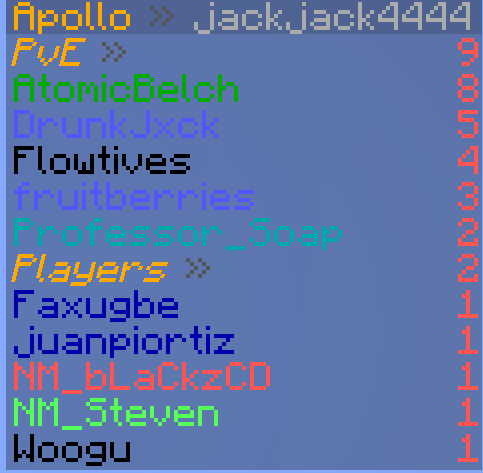 Apollo » jackjack4444
PvE » 9
AtomicBelch 8
DrunkJxck 5
Flowtives 4
fruitberries 3
Professor_Soap 2
Players » 2
Faxugbe 1
juanpiortiz 1
NM_bLaCkzCD 1
NM_Steven 1
Woogu 1